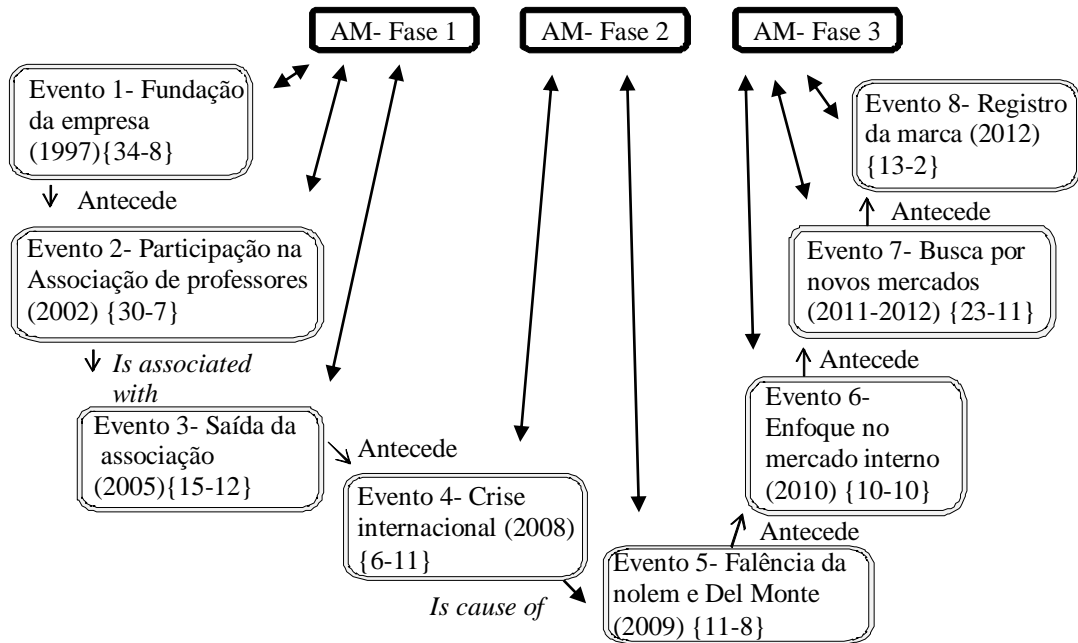 AM- Fase 1
AM- Fase 2
AM- Fase 3
Evento 1- Fundação
da empresa
(1997){34-8}
Antecede
Evento 2- Participação na
Associação de professores
(2002) {30-7}
Is associated
with
Evento 3- Saída da
associação
(2005){15-12}
Antecede
Evento 4- Crise
internacional (2008)
{6-11}
Is cause of
Evento 5- Falência da
nolem e Del Monte
(2009) {11-8}
Antecede
Evento 6-
Enfoque no
mercado interno
(2010) {10-10}
Antecede
Evento 7- Busca por
novos mercados
(2011-2012) {23-11}
Antecede
Evento 8- Registro
da marca (2012)
{13-2}